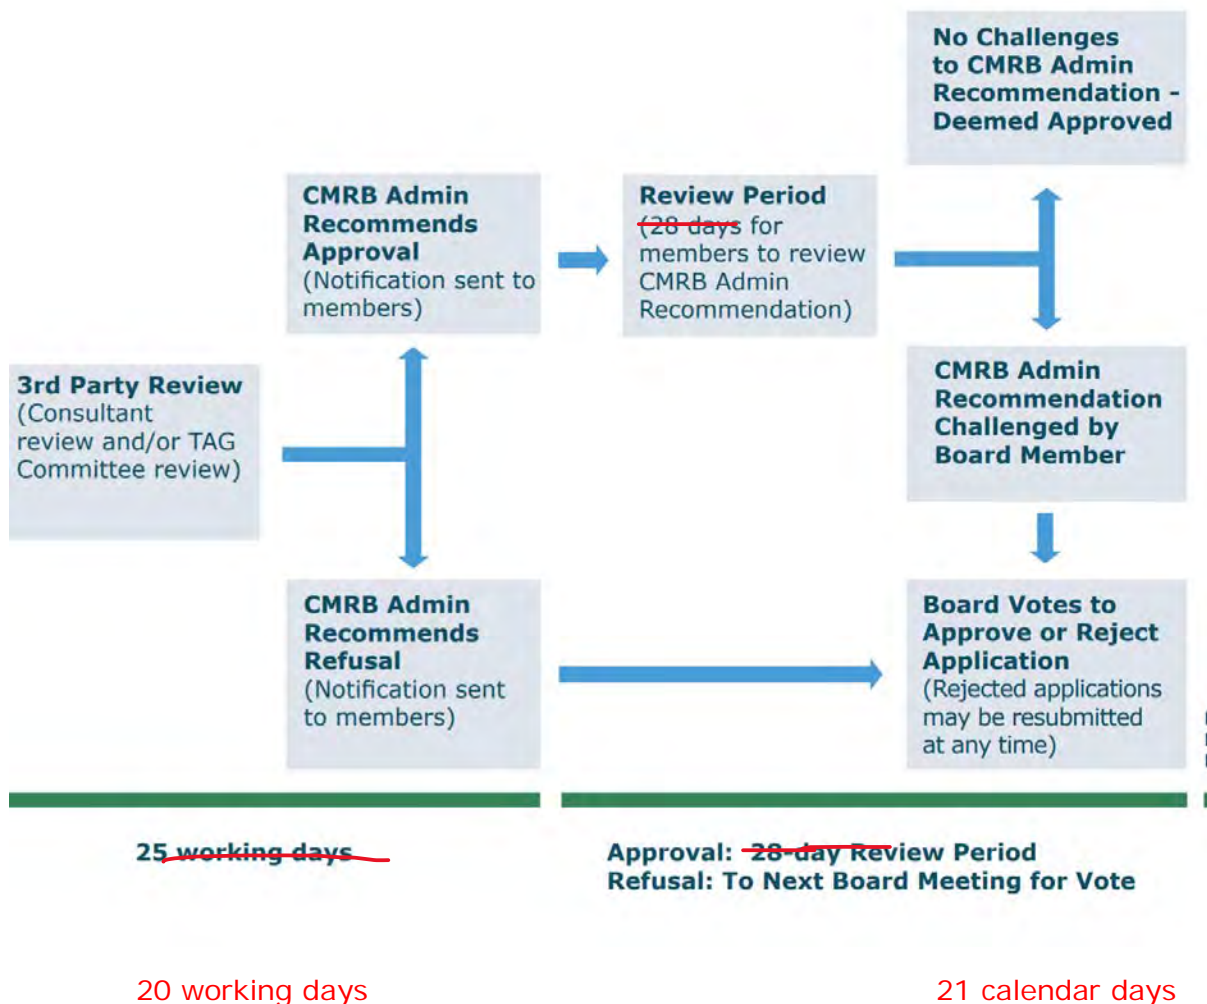 No Challenges
to CMRB Admin
Recommendation -
Deemed Approved
CMRB Admin
Recommends
Approval
(Notification sent to
members)
Review Period
(28 days for
members to review
CMRB Admin
Recommendation)
3rd Party Review
(Consultant
review and/or TAG
Committee review)
CMRB Admin
Recommendation
Challenged by
Board Member
CMRB Admin
Recommends
Refusal
(Notification sent
to members)
Board Votes to
Approve or Reject
Application
(Rejected applications
may be resubmitted
at any time)
25 working days
Approval: 28-day Review Period
Refusal: To Next Board Meeting for Vote
20 working days
21 calendar days